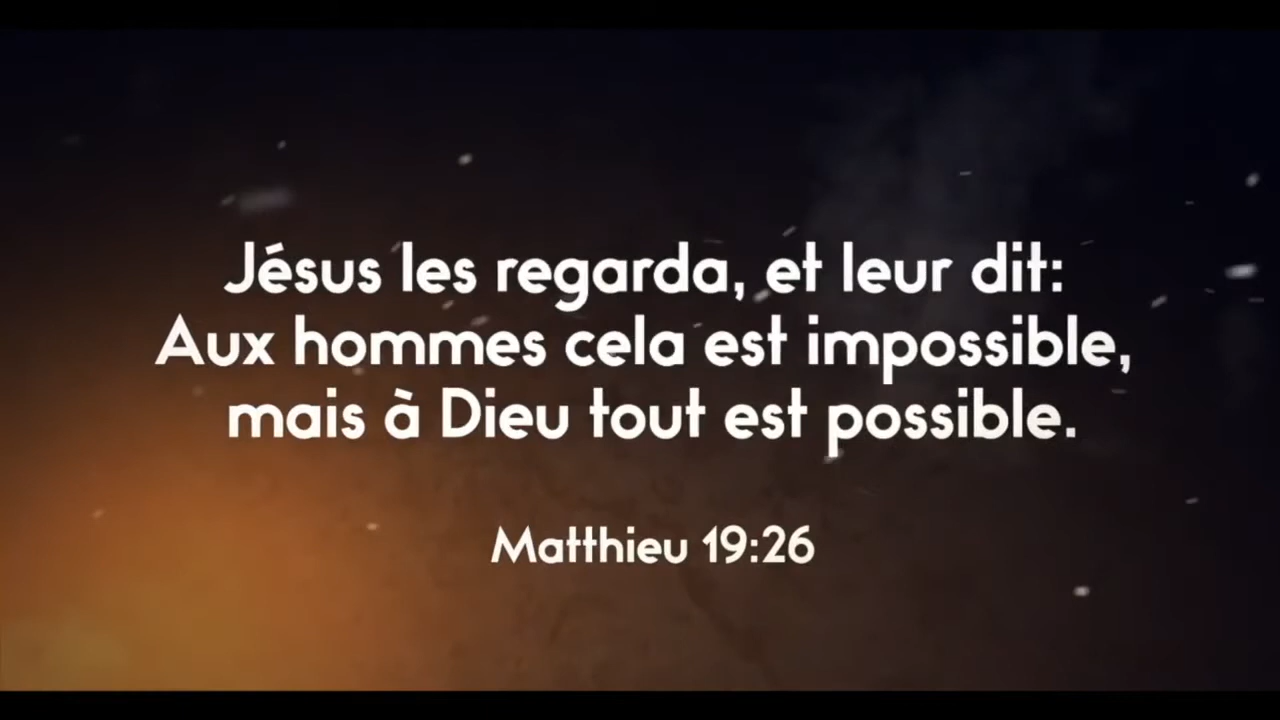 Jésus les regarda, et leur dit:
Aux hommes cela est impossible,
mais à Dieu tout est possible.
Matthieu 19:26